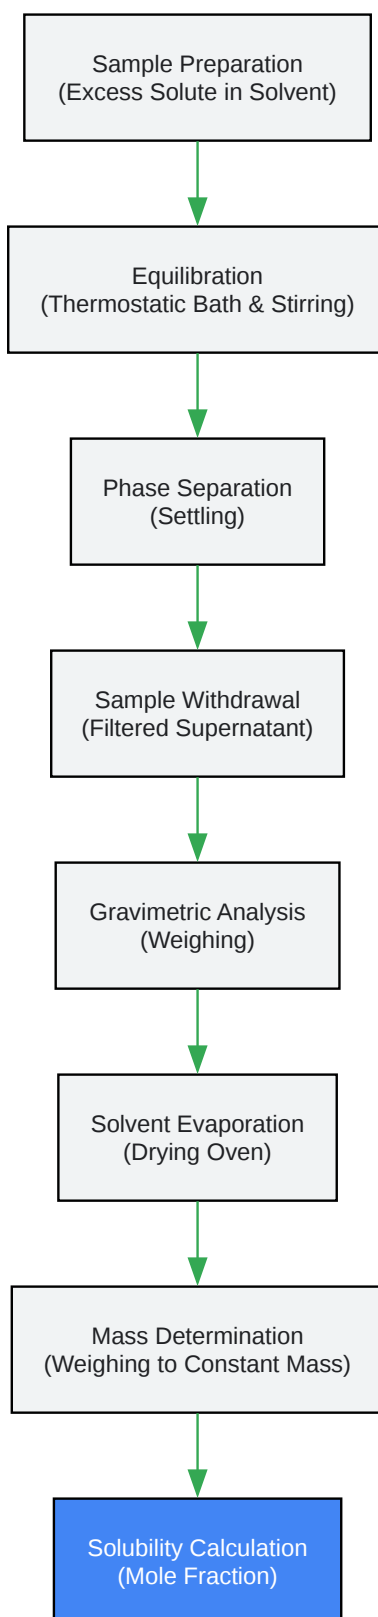 Sample Preparation
(Excess Solute in Solvent)
Equilibration
(Thermostatic Bath & Stirring)
Phase Separation
(Settling)
Sample Withdrawal
(Filtered Supernatant)
Gravimetric Analysis
(Weighing)
Solvent Evaporation
(Drying Oven)
Mass Determination
(Weighing to Constant Mass)
Solubility Calculation
(Mole Fraction)